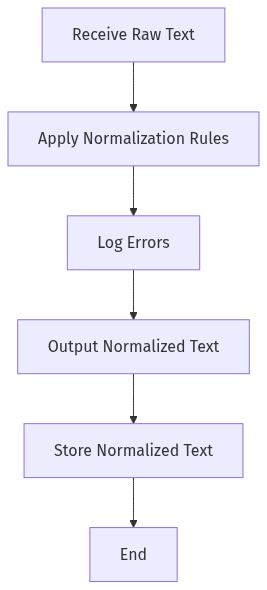 Receive Raw Text
Apply Normalization Rules
Log Errors
Output Normalized Text
Store Normalized Text
End